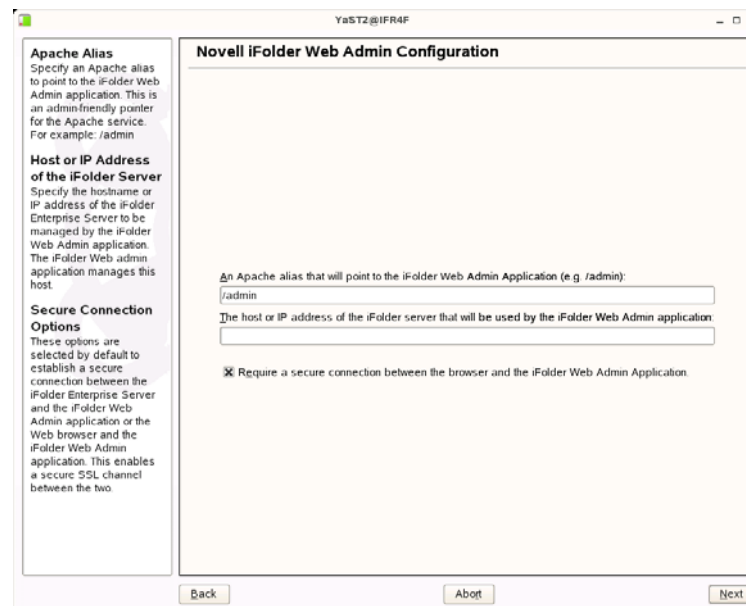 YaST2@IFR4F
Apache Alias
Specify an Apache alias
to point to the iFolder Web
Admin application. This is
an admin-friendly pointer
for the Apache service.
For example: /admin
Host or IP Address
of the iFolder Server
Specify the hostname or
IP address of the iFolder
Enterprise Server to be
managed by the iFolder
Web Admin application.
The iFolder Web admin
application manages this
host.
Secure Connection
Options
These options are
selected by default to
establish a secure
connection between the
iFolder Enterprise Server
and the iFolder Web
Admin application or the
Web browser and the
iFolder Web Admin
application. This enables
a secure SSL channel
between the two.
Novell iFolder Web Admin Configuration
An Apache alias that will point to the iFolder Web Admin Application (e.g. /admin):
/admin
The host or IP address of the iFolder server that will be used by the iFolder Web Admin application:
Require a secure connection between the browser and the iFolder Web Admin Application.
Back
Abort
Next